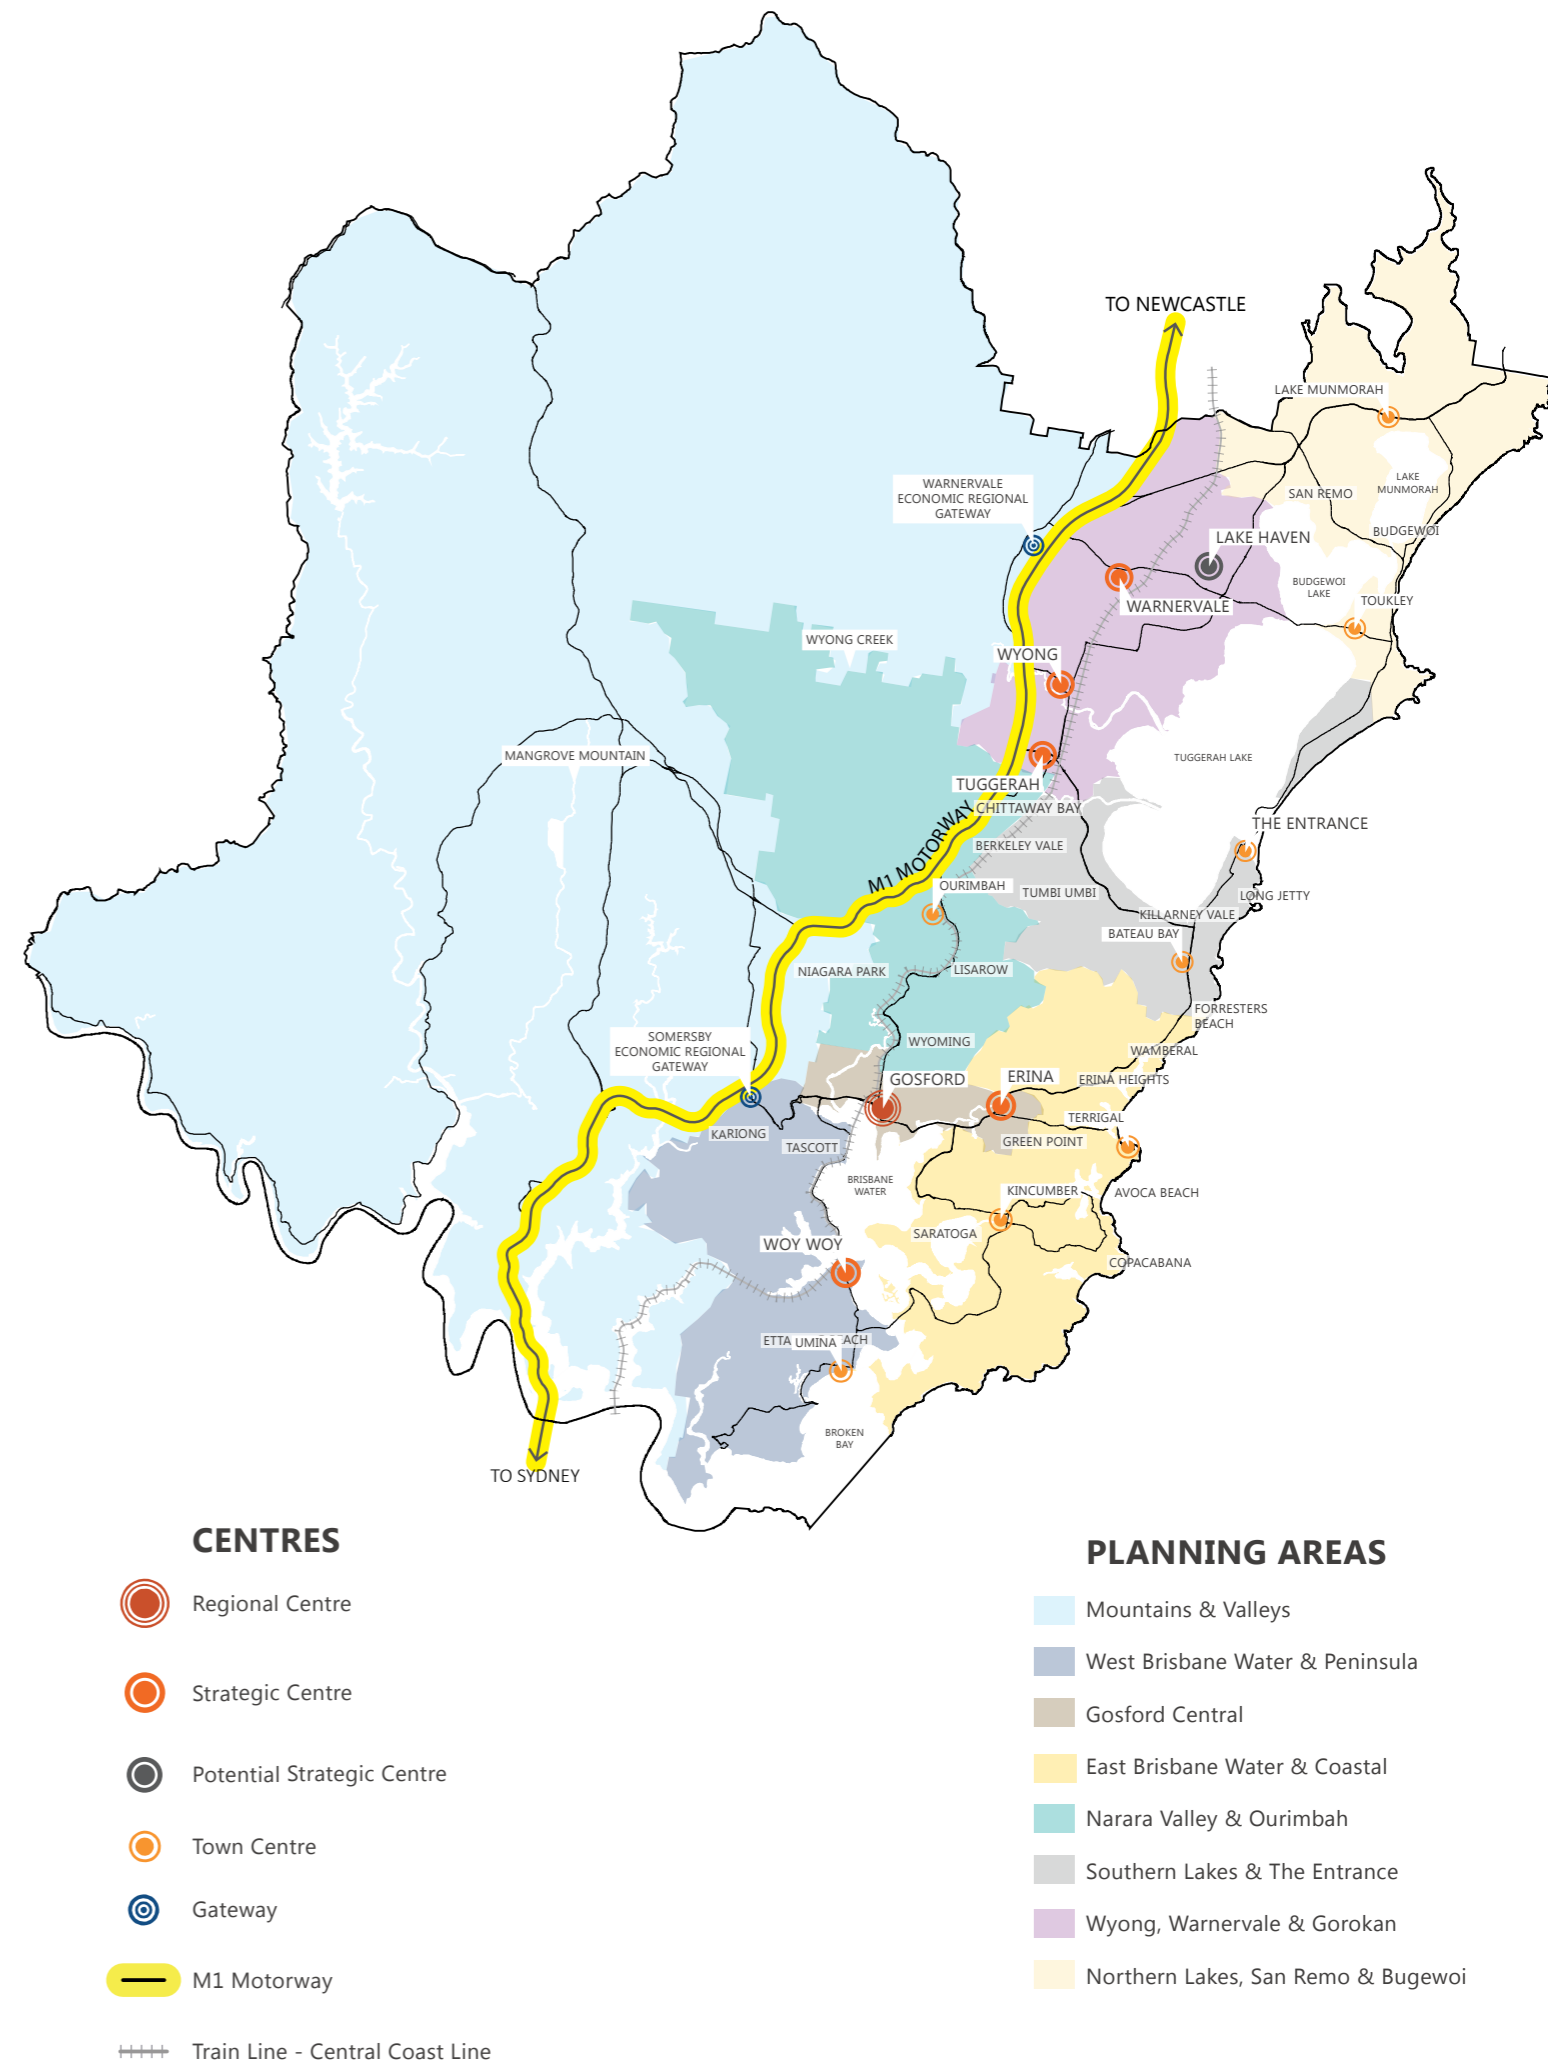 TO NEWCASTLE
LAKE MUNMORAH
WARNERVALE
ECONOMIC REGIONAL
GATEWAY
LAKE
MUNMORAH
SAN REMO
BUDGEWOI
LAKE HAVEN
BUDGEWOI
LAKE
TOUKLEY
WARNERVALE
WYONG CREEK
WYONG
MANGROVE MOUNTAIN
TUGGERAH LAKE
TUGGERAH
CHITTAWAY BAY
M1 MOTORWAY
THE ENTRANCE
BERKELEY VALE
OURIMBAH
TUMBI UMBI
LONG JETTY
KILLARNEY VALE
BATEAU BAY
NIAGARA PARK
LISAROW
FORRESTERS
BEACH
SOMERSBY
ECONOMIC REGIONAL
GATEWAY
WYOMING
WAMBERAL
GOSFORD
ERINA
ERINA HEIGHTS
TERRIGAL
KARIONG
TASCOTT
GREEN POINT
BRISBANE
WATER
KINCUMBER
AVOCA BEACH
SARATOGA
WOY WOY
COPACABANA
ETTA
UMINA
ACH
BROKEN
BAY
TO SYDNEY
CENTRES
Regional Centre
Strategic Centre
Potential Strategic Centre
Town Centre
Gateway
M1 Motorway
Train Line - Central Coast Line
PLANNING AREAS
Mountains & Valleys
West Brisbane Water & Peninsula
Gosford Central
East Brisbane Water & Coastal
Narara Valley & Ourimbah
Southern Lakes & The Entrance
Wyong, Warnervale & Gorokan
Northern Lakes, San Remo & Bugewoi